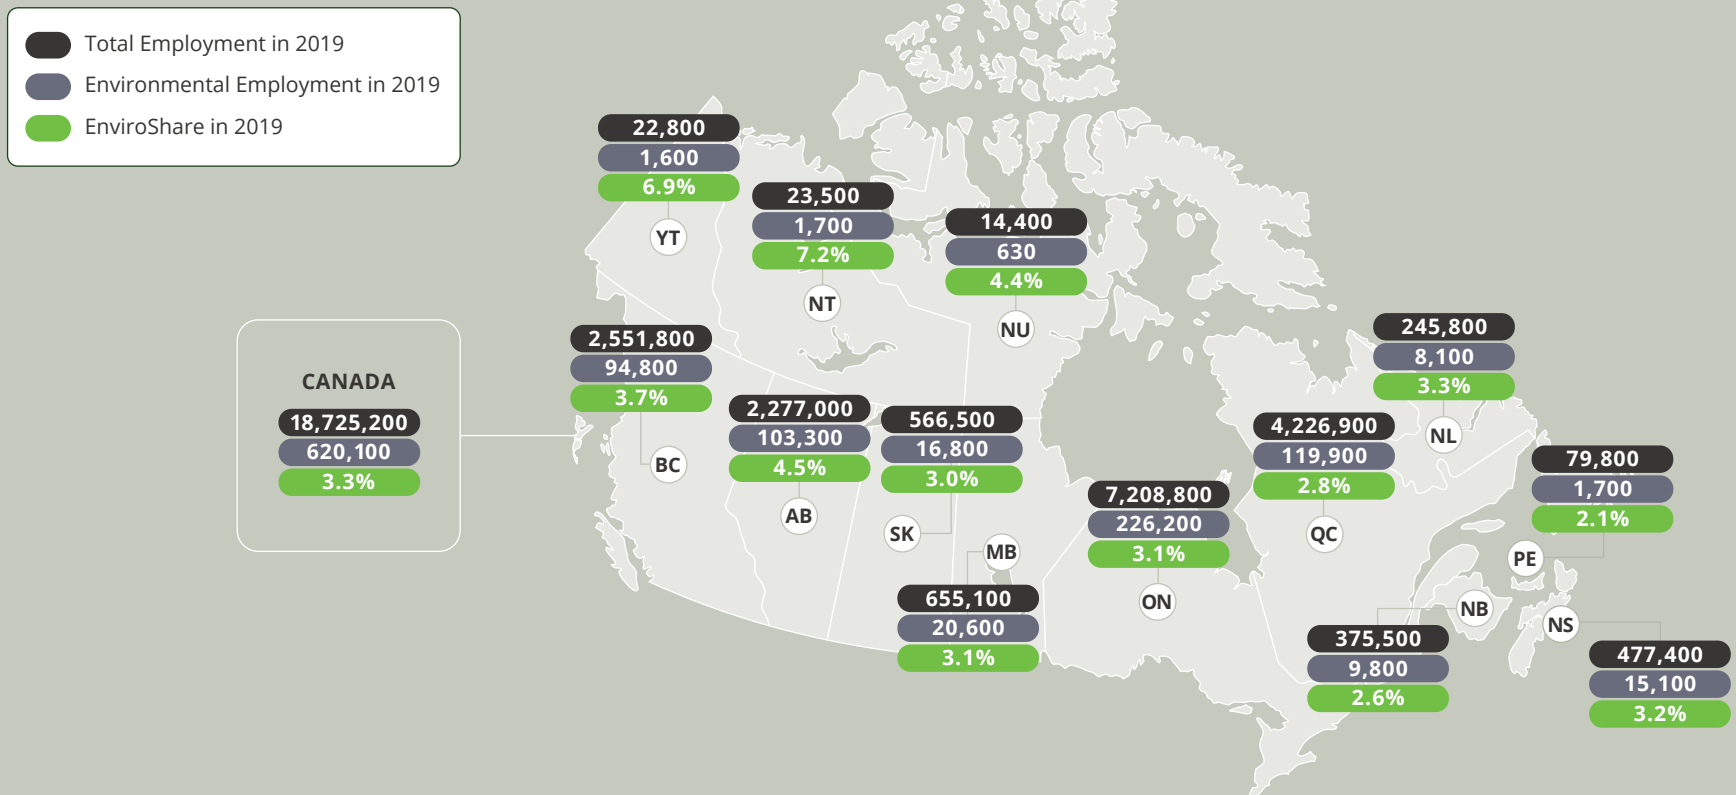 Total Employment in 2019
Environmental Employment in 2019
EnviroShare in 2019
22,800
1,600
6.9%
YT
23,500
1,700
7.2%
NT
14,400
630
4.4%
NU
CANADA
18,725,200
620,100
3.3%
2,551,800
94,800
3.7%
BC
2,277,000
103,300
4.5%
AB
566,500
16,800
3.0%
SK
MB
655,100
20,600
3.1%
7,208,800
226,200
3.1%
ON
4,226,900
119,900
2.8%
QC
245,800
8,100
3.3%
NL
79,800
1,700
2.1%
PE
NB
375,500
9,800
2.6%
NS
477,400
15,100
3.2%